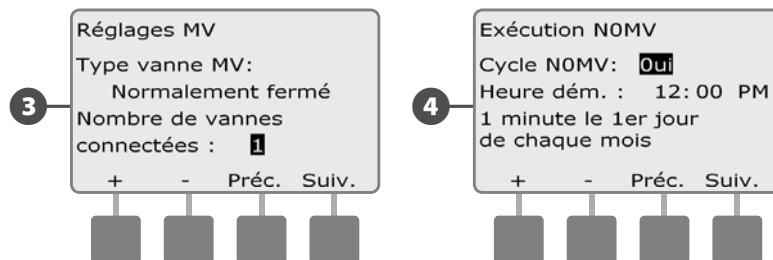 3
Réglages MV
Type vanne MV:
Normalement fermé
Nombre de vannes
connectées : 1
+ - Préc. Suiv.
4
Exécution N0MV
Cycle N0MV: 0ui
Heure dém. : 12:00 PM
1 minute le 1er jour
de chaque mois
+ - Préc. Suiv.